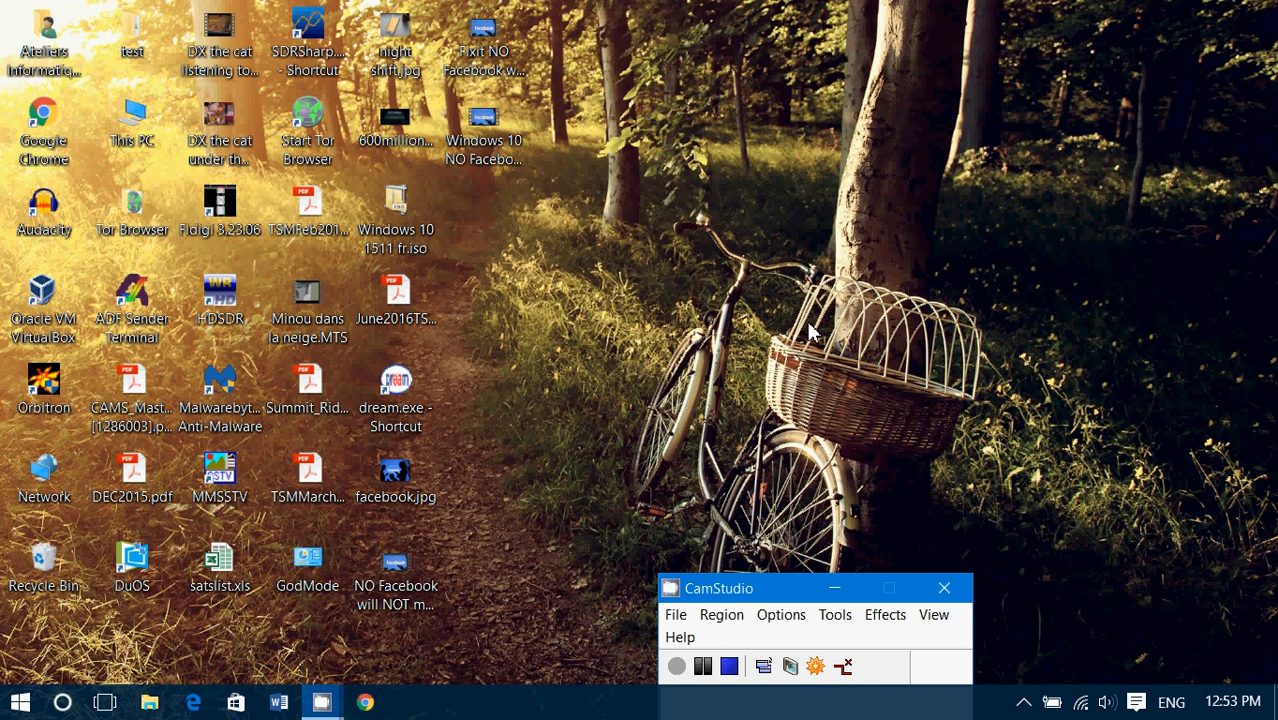 Ateliers
Informatiq...
test
DX the cat
listening to...
SDRSharp....
- Shortcut
night
shift.jpg
Pixit NO
Facebook w...
Google
Chrome
This PC
DX the cat
under th...
Start Tor
Browser
600million...
Windows 10
NO Facebo...
Audacity
Tor Browser
Fldigi 3.23.06
TSMFeb201...
Windows 10
1511 fr.iso
Oracle VM
VirtualBox
ADF Sender
Terminal
HDSDR
Minou dans
la neige.MTS
June2016TS...
Orbitron
CAMS_Mast...
[1286003].p...
Malwarebyt...
Anti-Malware
Summit_Rid...
dream.exe -
Shortcut
Network
DEC2015.pdf
MMSSTV
TSMMarch...
facebook.jpg
Recycle Bin
DuOS
satslist.xls
GodMode
NO Facebook
will NOT m...
CamStudio
File Region Options Tools Effects View
Help
ENG
12:53 PM